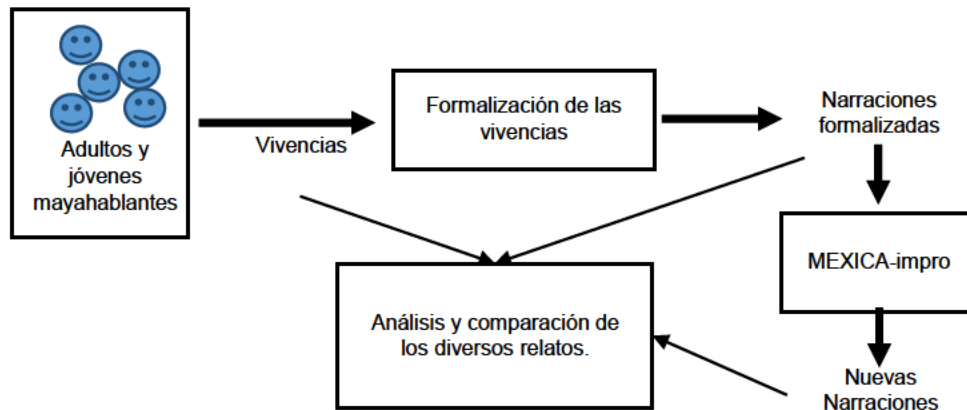 Adultos y
jóvenes
mayahablantes
Vivencias
Formalización de las
vivencias
Narraciones
formalizadas
MEXICA-impro
Análisis y comparación de
los diversos relatos.
Nuevas
Narraciones